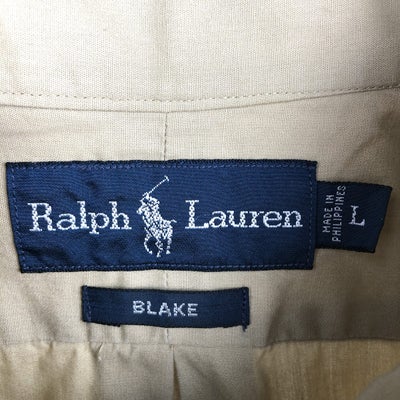 Ralph Lauren
MADE IN
PHILIPPINES
L
BLAKE